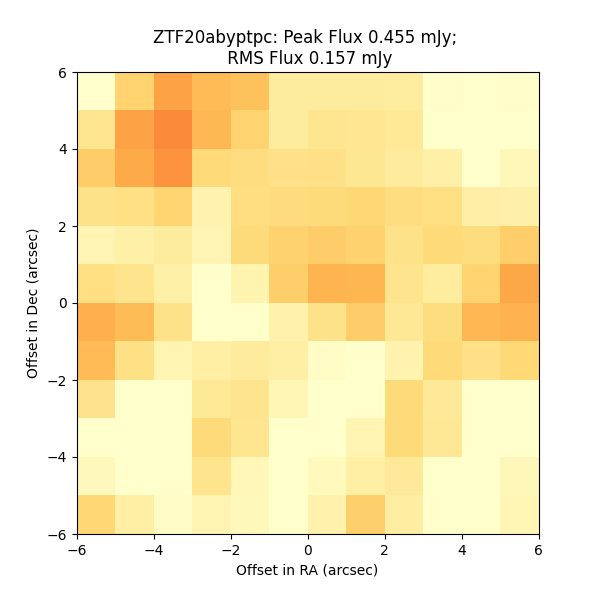 ZTF20abyptpc: Peak Flux 0.455 mJy;
RMS Flux 0.157 mJy
6
4
2
0
−2
−4
−6
Offset in Dec (arcsec)
−6 −4 −2 0 2 4 6
Offset in RA (arcsec)